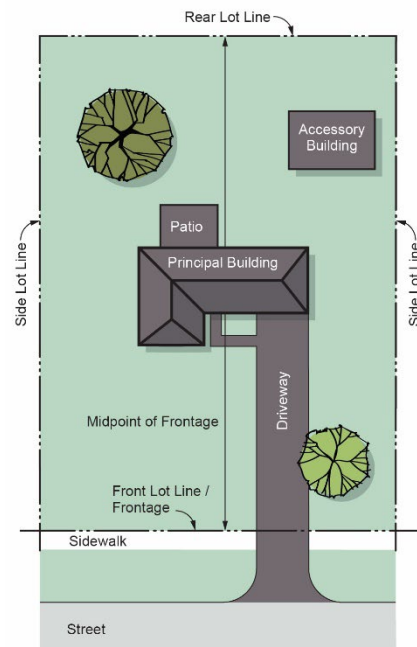 Rear Lot Line
Accessory
Building
Side Lot Line
Side Lot Line
Patio
Principal Building
Midpoint of Frontage
Driveway
Front Lot Line /
Frontage
Sidewalk
Street